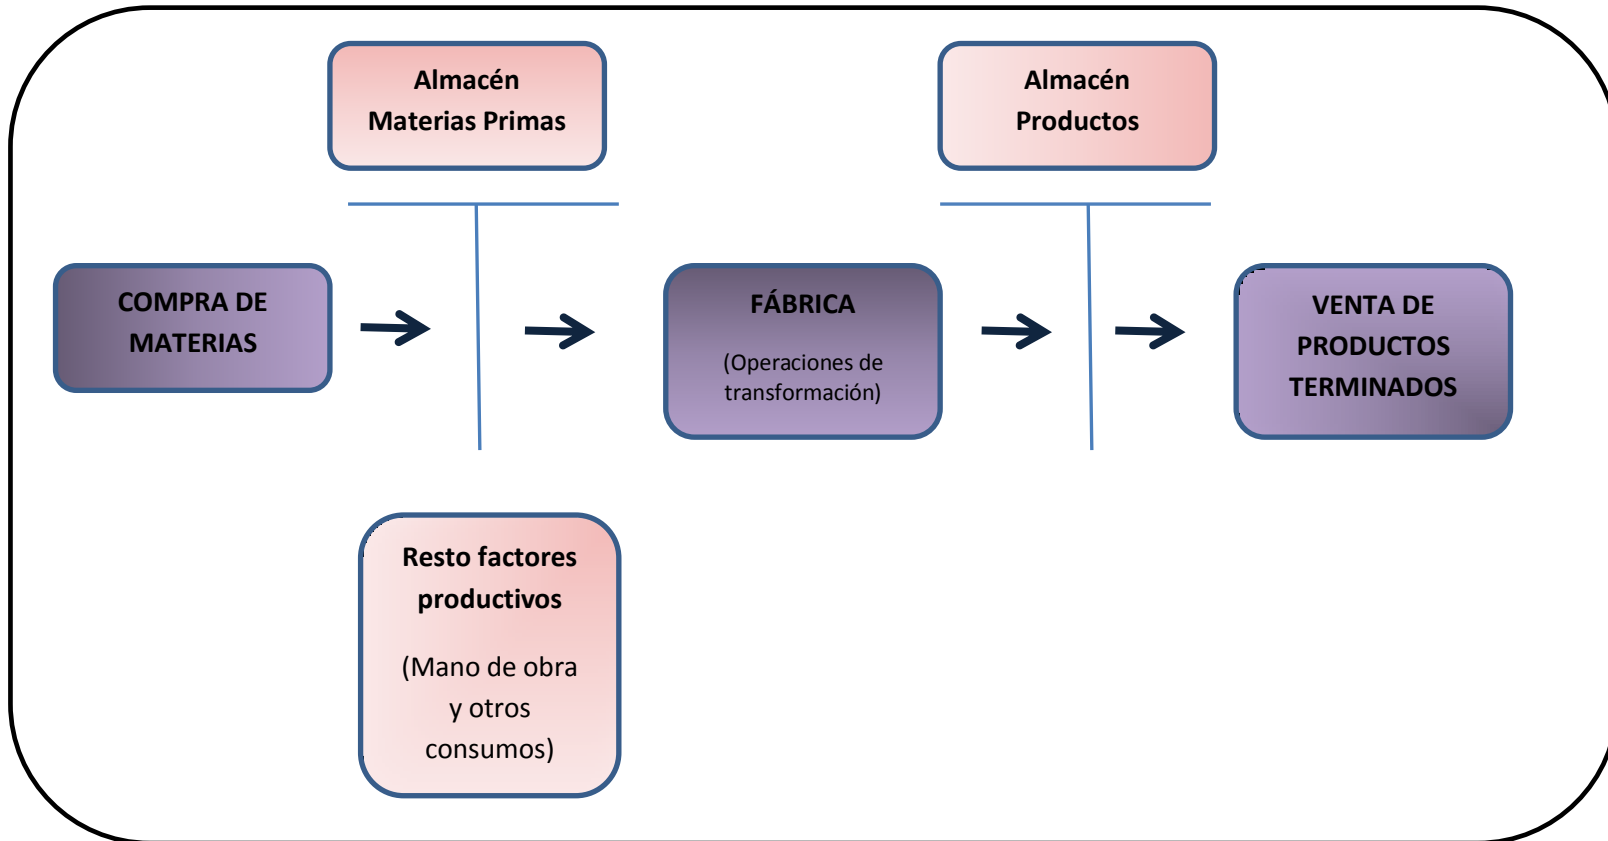 Almacén
Materias Primas
Almacén
Productos
COMPRA DE
MATERIAS
FÁBRICA
(Operaciones de
transformación)
VENTA DE
PRODUCTOS
TERMINADOS
Resto factores
productivos
(Mano de obra
y otros
consumos)